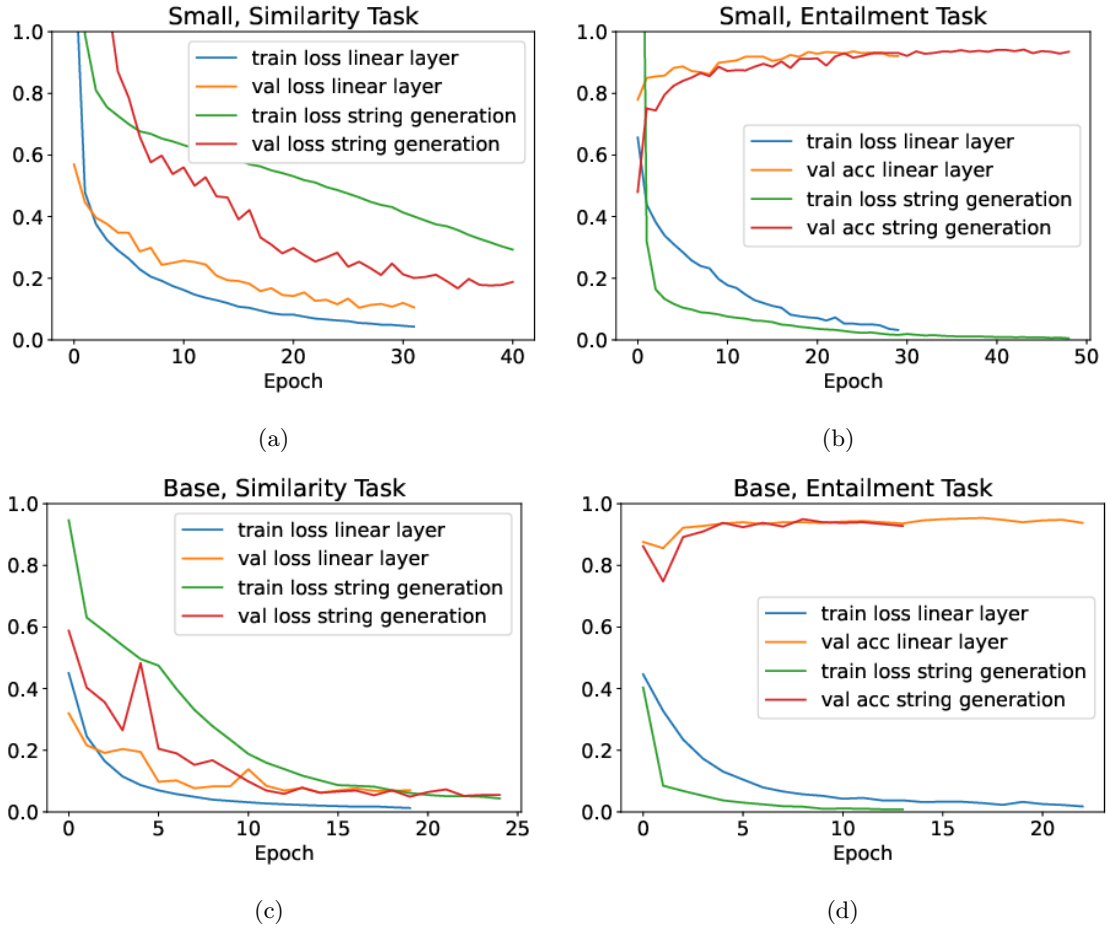 Small, Similarity Task
1.0
0.8
0.6
0.4
0.2
0.0
train loss linear layer
val loss linear layer
train loss string generation
val loss string generation
0 10 20 30 40
Epoch
(a)
Small, Entailment Task
1.0
0.8
0.6
0.4
0.2
0.0
train loss linear layer
val acc linear layer
train loss string generation
val acc string generation
0 10 20 30 40 50
Epoch
(b)
Base, Similarity Task
1.0
0.8
0.6
0.4
0.2
0.0
train loss linear layer
val loss linear layer
train loss string generation
val loss string generation
0 5 10 15 20 25
Epoch
(c)
Base, Entailment Task
1.0
0.8
0.6
0.4
0.2
0.0
train loss linear layer
val acc linear layer
train loss string generation
val acc string generation
0 5 10 15 20
Epoch
(d)